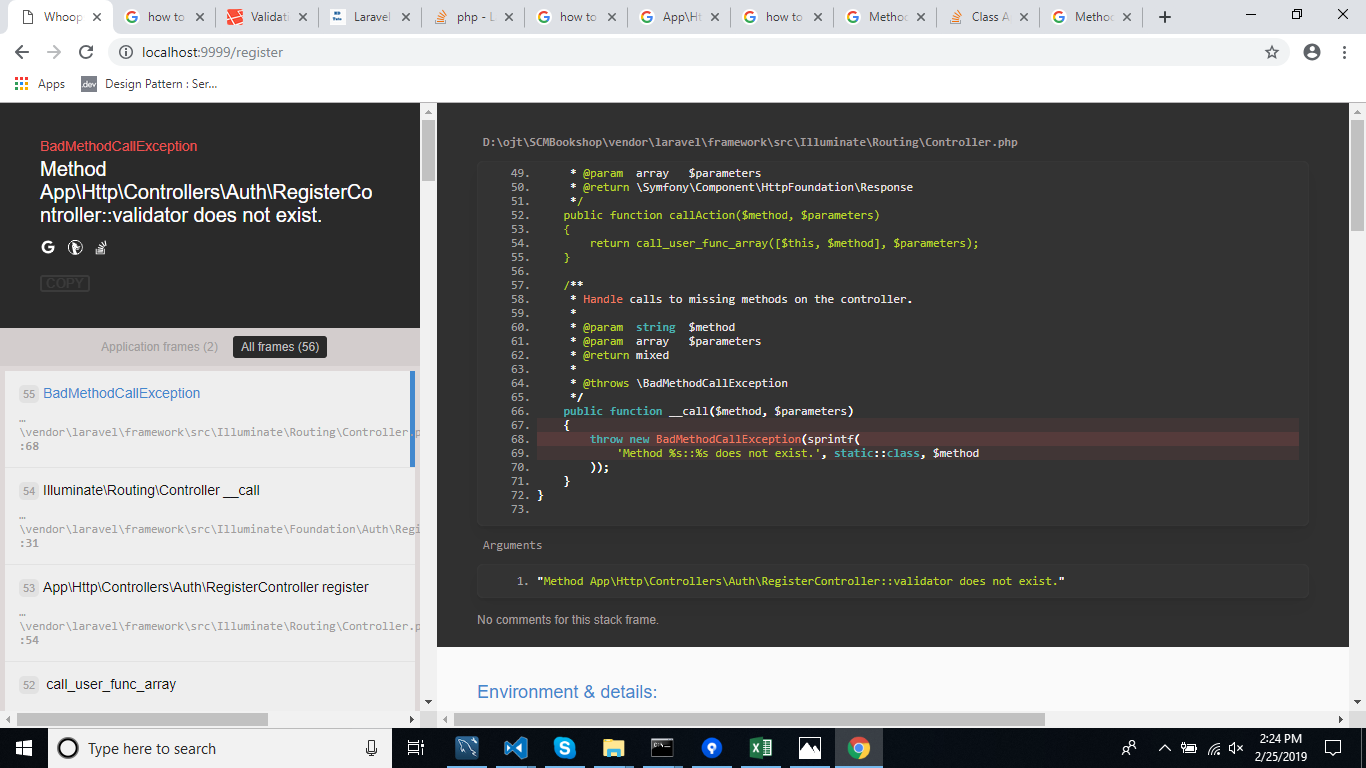 Whoop
how to
Validati
Laravel
php - L
how to
App\Ht
how to
Method
Class A
Method
localhost:9999/register
Apps
.dev
Design Pattern : Ser...
BadMethodCallException
Method
App\Http\Controllers\Auth\RegisterCo
ntroller::validator does not exist.
COPY
Application frames (2)
All frames (56)
55 BadMethodCallException
…
\vendor\laravel\framework\src\Illuminate\Routing\Controller.p
:68
54 Illuminate\Routing\Controller __call
…
\vendor\laravel\framework\src\Illuminate\Foundation\Auth\Regi
:31
53 App\Http\Controllers\Auth\RegisterController register
…
\vendor\laravel\framework\src\Illuminate\Routing\Controller.p
:54
52 call_user_func_array
D:\ojt\SCMBookshop\vendor\laravel\framework\src\Illuminate\Routing\Controller.php
49.      * @param  array   $parameters
50.      * @return \Symfony\Component\HttpFoundation\Response
51.      */
52.     public function callAction($method, $parameters)
53.     {
54.         return call_user_func_array([$this, $method], $parameters);
55.     }
56.
57.     /**
58.      * Handle calls to missing methods on the controller.
59.      *
60.      * @param  string  $method
61.      * @param  array   $parameters
62.      * @return mixed
63.      *
64.      * @throws \BadMethodCallException
65.      */
66.     public function __call($method, $parameters)
67.     {
68.         throw new BadMethodCallException(sprintf(
69.             'Method %s::%s does not exist.', static::class, $method
70.         ));
71.     }
72. }
73.
Arguments
1. "Method App\Http\Controllers\Auth\RegisterController::validator does not exist."
No comments for this stack frame.
Environment & details:
Type here to search
2:24 PM
2/25/2019